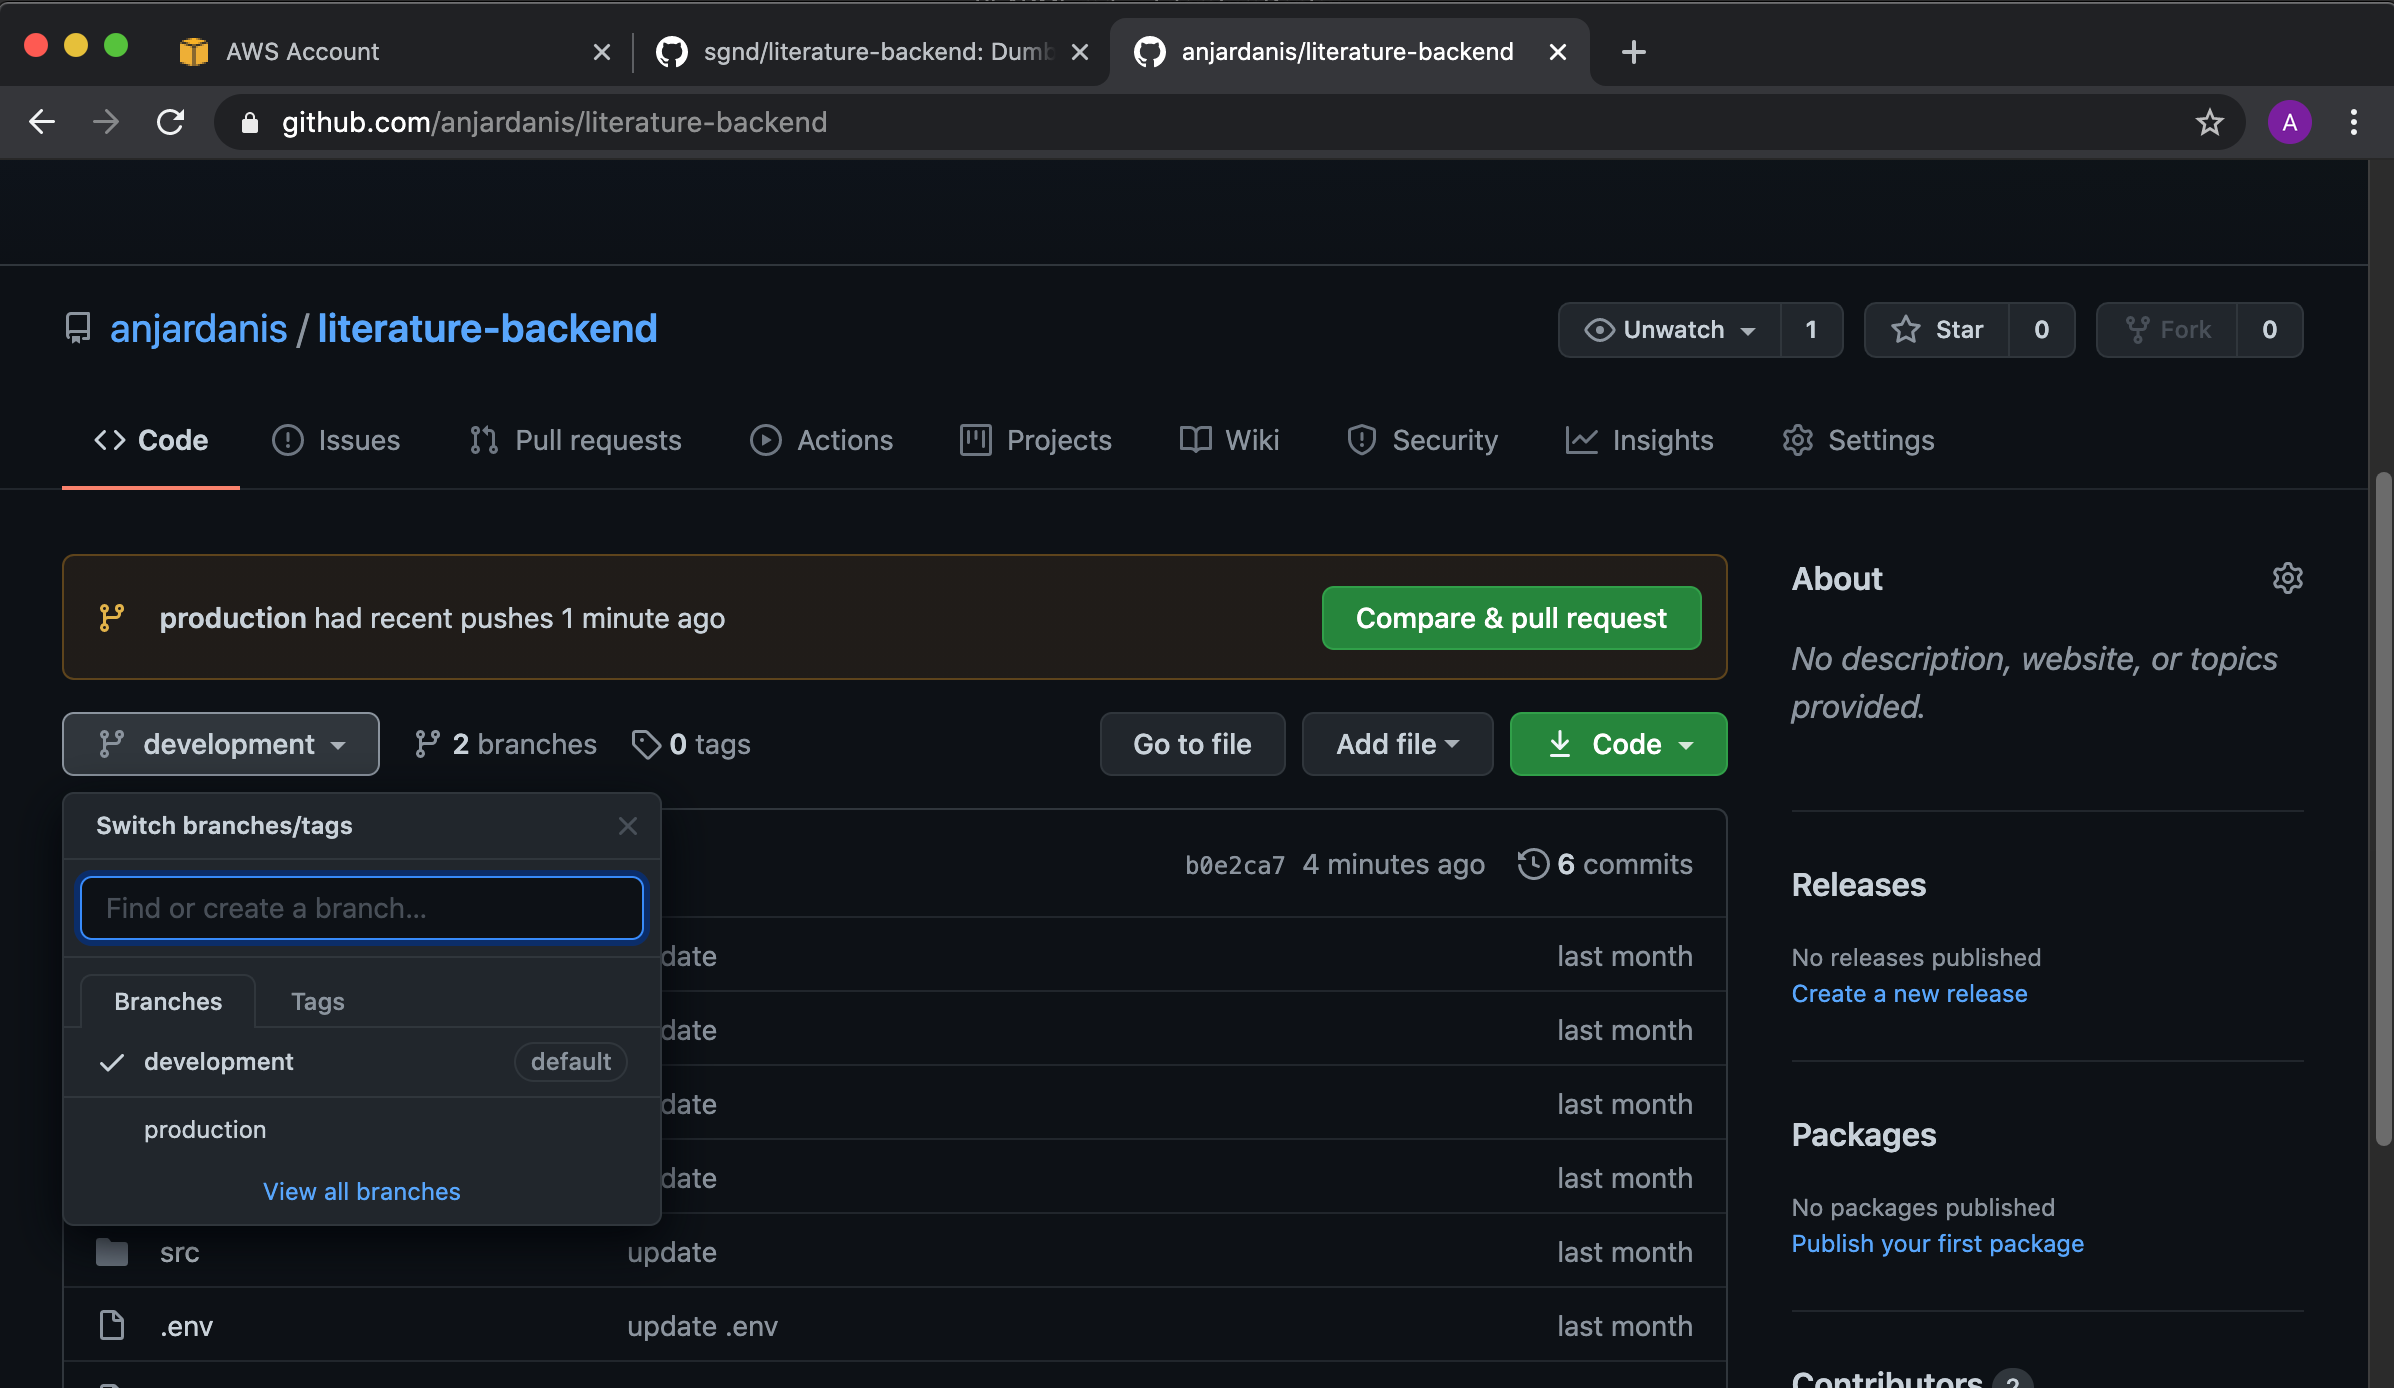 AWS Account
sgnd/literature-backend: Dumb
anjardanis/literature-backend
github.com/anjardanis/literature-backend
A
anjardanis / literature-backend
Unwatch 1
Star 0
Fork 0
Code
Issues
Pull requests
Actions
Projects
Wiki
Security
Insights
Settings
production had recent pushes 1 minute ago
Compare & pull request
development
2 branches
0 tags
Go to file
Add file
Code
Switch branches/tags
Find or create a branch...
Branches
Tags
development default
production
View all branches
b0e2ca7 4 minutes ago 6 commits
date last month
date last month
date last month
date last month
src update last month
.env update .env last month
About
No description, website, or topics
provided.
Releases
No releases published
Create a new release
Packages
No packages published
Publish your first package
Contributors 2